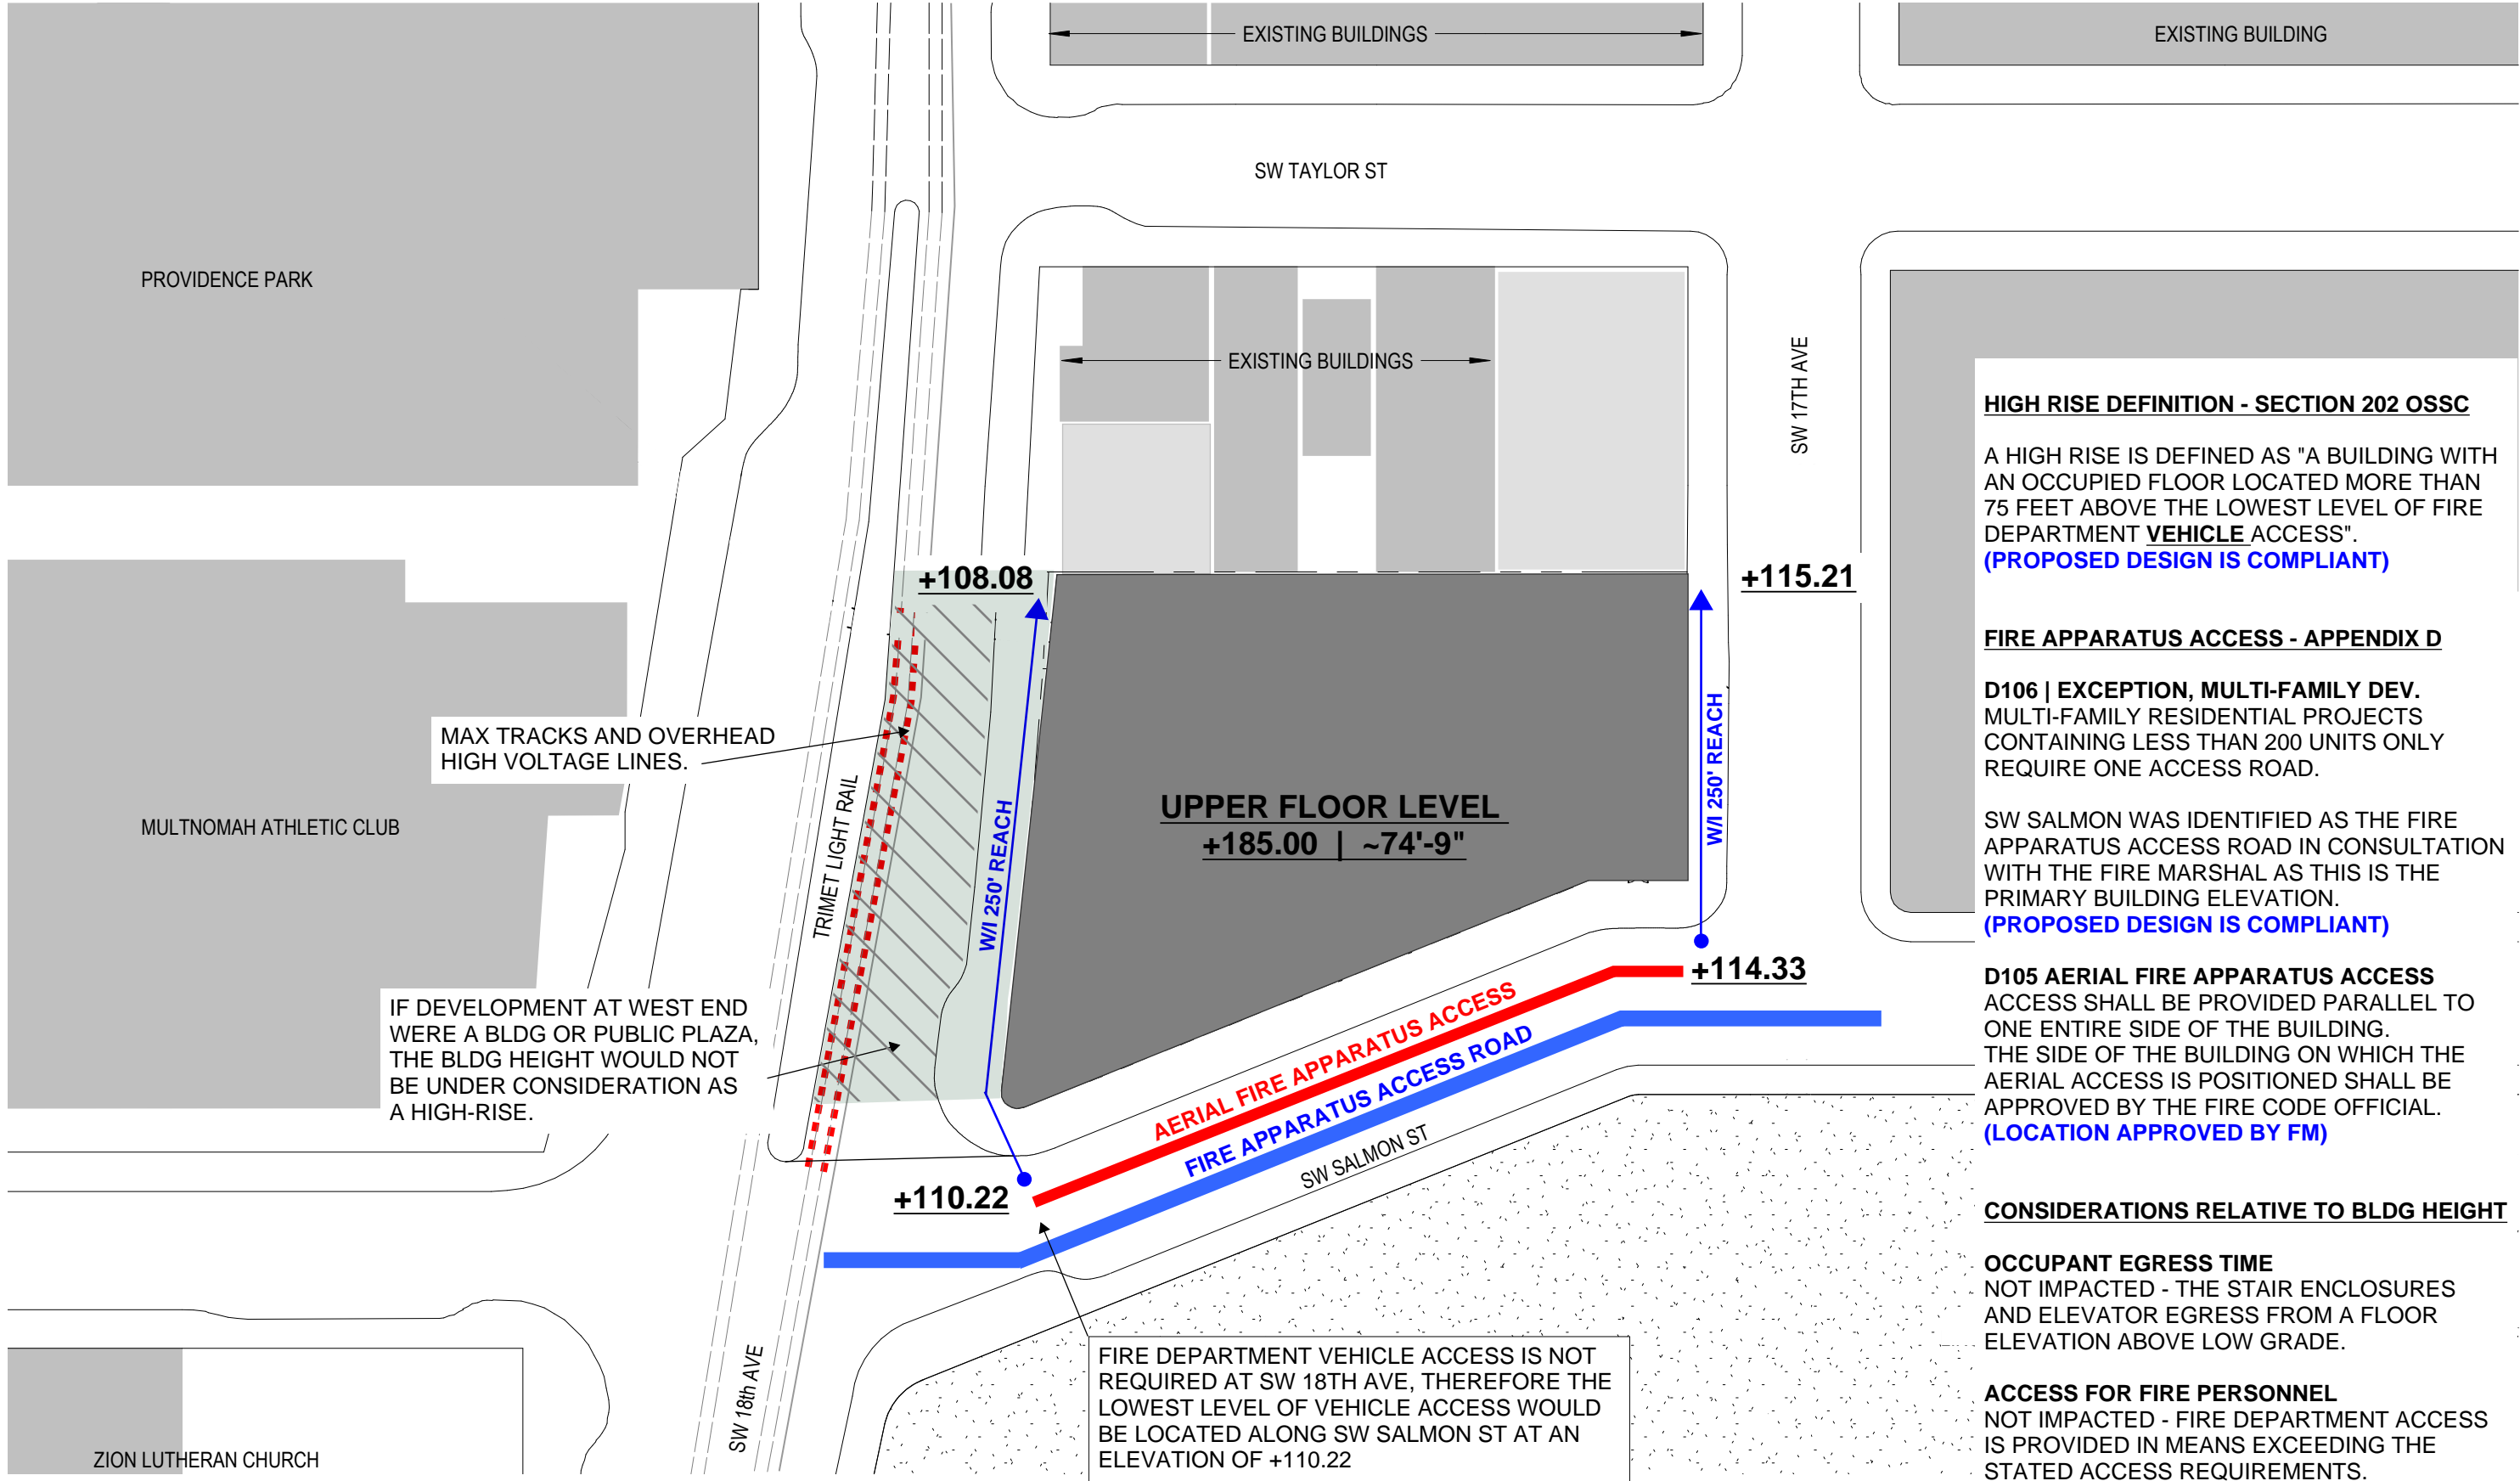 EXISTING BUILDINGS
EXISTING BUILDING
SW TAYLOR ST
PROVIDENCE PARK
EXISTING BUILDINGS
SW 17TH AVE
+108.08
+115.21
MAX TRACKS AND OVERHEAD
HIGH VOLTAGE LINES.
MULTNOMAH ATHLETIC CLUB
TRIMET LIGHT RAIL
W/I 250' REACH
UPPER FLOOR LEVEL
+185.00 | ~74'-9"
W/I 250' REACH
+114.33
IF DEVELOPMENT AT WEST END
WERE A BLDG OR PUBLIC PLAZA,
THE BLDG HEIGHT WOULD NOT
BE UNDER CONSIDERATION AS
A HIGH-RISE.
AERIAL FIRE APPARATUS ACCESS
FIRE APPARATUS ACCESS ROAD
SW SALMON ST
+110.22
SW 18th AVE
FIRE DEPARTMENT VEHICLE ACCESS IS NOT
REQUIRED AT SW 18TH AVE, THEREFORE THE
LOWEST LEVEL OF VEHICLE ACCESS WOULD
BE LOCATED ALONG SW SALMON ST AT AN
ELEVATION OF +110.22
ZION LUTHERAN CHURCH
HIGH RISE DEFINITION - SECTION 202 OSSC
A HIGH RISE IS DEFINED AS "A BUILDING WITH
AN OCCUPIED FLOOR LOCATED MORE THAN
75 FEET ABOVE THE LOWEST LEVEL OF FIRE
DEPARTMENT VEHICLE ACCESS".
(PROPOSED DESIGN IS COMPLIANT)
FIRE APPARATUS ACCESS - APPENDIX D
D106 | EXCEPTION, MULTI-FAMILY DEV.
MULTI-FAMILY RESIDENTIAL PROJECTS
CONTAINING LESS THAN 200 UNITS ONLY
REQUIRE ONE ACCESS ROAD.
SW SALMON WAS IDENTIFIED AS THE FIRE
APPARATUS ACCESS ROAD IN CONSULTATION
WITH THE FIRE MARSHAL AS THIS IS THE
PRIMARY BUILDING ELEVATION.
(PROPOSED DESIGN IS COMPLIANT)
D105 AERIAL FIRE APPARATUS ACCESS
ACCESS SHALL BE PROVIDED PARALLEL TO
ONE ENTIRE SIDE OF THE BUILDING.
THE SIDE OF THE BUILDING ON WHICH THE
AERIAL ACCESS IS POSITIONED SHALL BE
APPROVED BY THE FIRE CODE OFFICIAL.
(LOCATION APPROVED BY FM)
CONSIDERATIONS RELATIVE TO BLDG HEIGHT
OCCUPANT EGRESS TIME
NOT IMPACTED - THE STAIR ENCLOSURES
AND ELEVATOR EGRESS FROM A FLOOR
ELEVATION ABOVE LOW GRADE.
ACCESS FOR FIRE PERSONNEL
NOT IMPACTED - FIRE DEPARTMENT ACCESS
IS PROVIDED IN MEANS EXCEEDING THE
STATED ACCESS REQUIREMENTS.